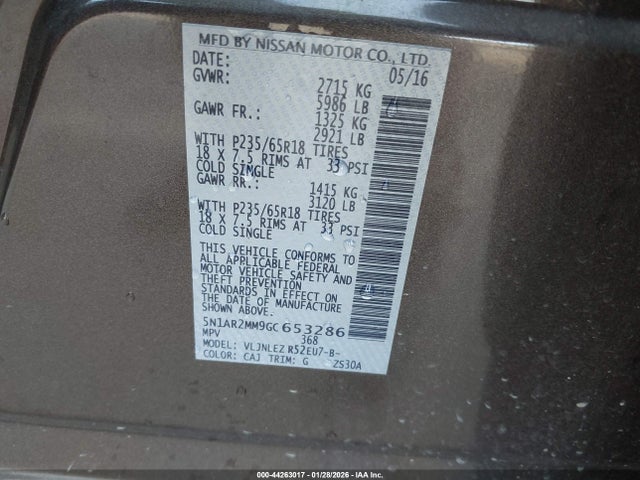 MFD BY NISSAN MOTOR CO., LTD.
DATE: 05/16
GVWR: 2715 KG
5986 LB
GAWR FR.: 1325 KG
2921 LB
WITH P235/65R18 TIRES
18 X 7.5 RIMS AT 33 PSI
COLD SINGLE
GAWR RR.: 1415 KG
3120 LB
WITH P235/65R18 TIRES
18 X 7.5 RIMS AT 33 PSI
COLD SINGLE
THIS VEHICLE CONFORMS TO
ALL APPLICABLE FEDERAL
MOTOR VEHICLE SAFETY AND
THEFT PREVENTION
STANDARDS IN EFFECT ON
THE DATE OF MANUFACTURE
SHOWN ABOVE.
5N1AR2MM9GC653286
MPV 368
MODEL: VLJNLEZ R52EU7-B-
COLOR: CAJ TRIM: G ZS30A
000-44263017 | 01/28/2026 - IAA Inc.